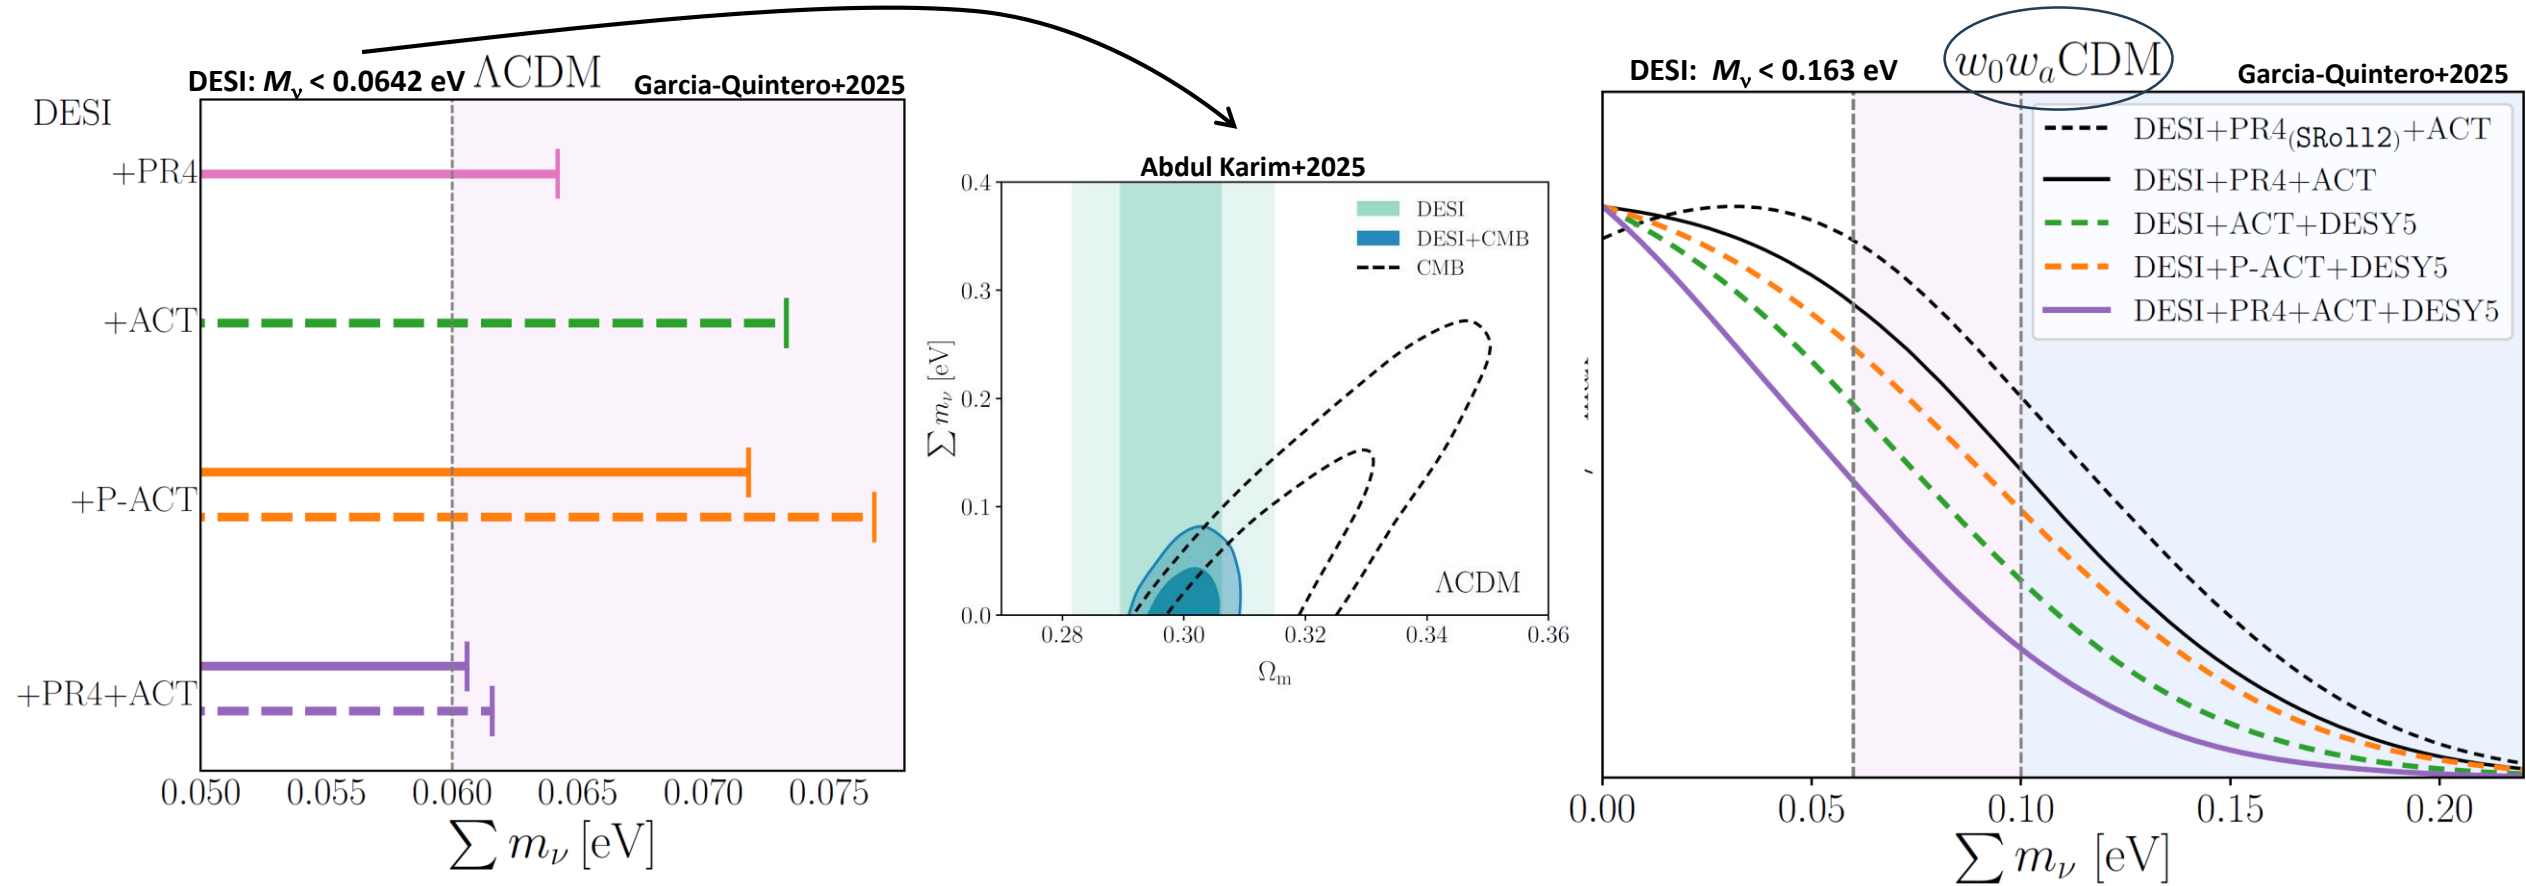 DESI: Mν < 0.0642 eV ΛCDM Garcia-Quintero+2025
DESI
+PR4
+ACT
+P-ACT
+PR4+ACT
0.050 0.055 0.060 0.065 0.070 0.075
∑ mν [eV]
Abdul Karim+2025
DESI
DESI+CMB
CMB
0.4
0.3
0.2
0.1
0.0
∑ mν [eV]
ΛCDM
0.28 0.30 0.32 0.34 0.36
Ωm
DESI: Mν < 0.163 eV w0waCDM Garcia-Quintero+2025
DESI+PR4(SRoll2)+ACT
DESI+PR4+ACT
DESI+ACT+DESY5
DESI+P-ACT+DESY5
DESI+PR4+ACT+DESY5
0.00 0.05 0.10 0.15 0.20
∑ mν [eV]